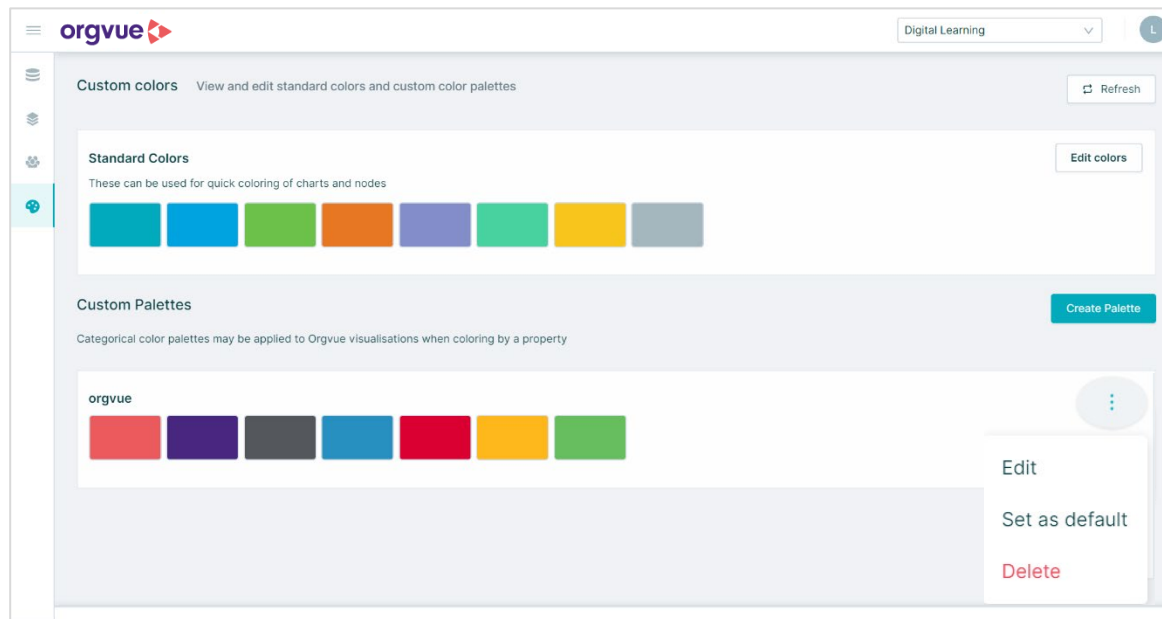 orgvue
Digital Learning
L
Custom colors View and edit standard colors and custom color palettes
Refresh
Standard Colors
Edit colors
These can be used for quick coloring of charts and nodes
Custom Palettes
Create Palette
Categorical color palettes may be applied to Orgvue visualisations when coloring by a property
orgvue
Edit
Set as default
Delete